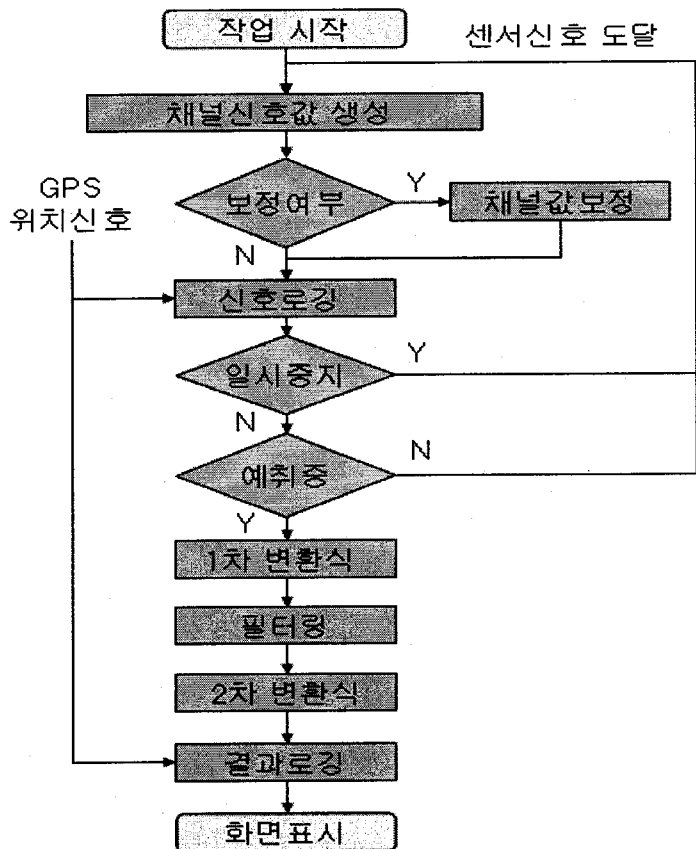 작업 시작
센서신호 도달
채널신호값 생성
GPS
위치신호
보정여부
Y
채널값보정
N
신호로깅
일시중지
Y
N
예취중
N
Y
1차 변환식
필터링
2차 변환식
결과로깅
화면표시